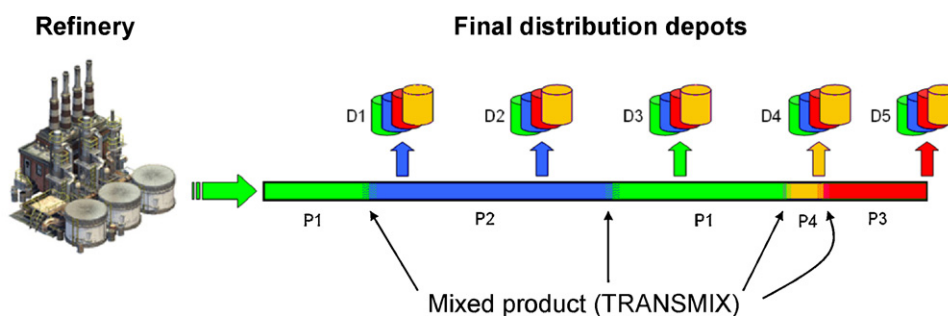 Refinery
Final distribution depots
D1
D2
D3
D4
D5
P1
P2
P1
P4
P3
Mixed product (TRANSMIX)